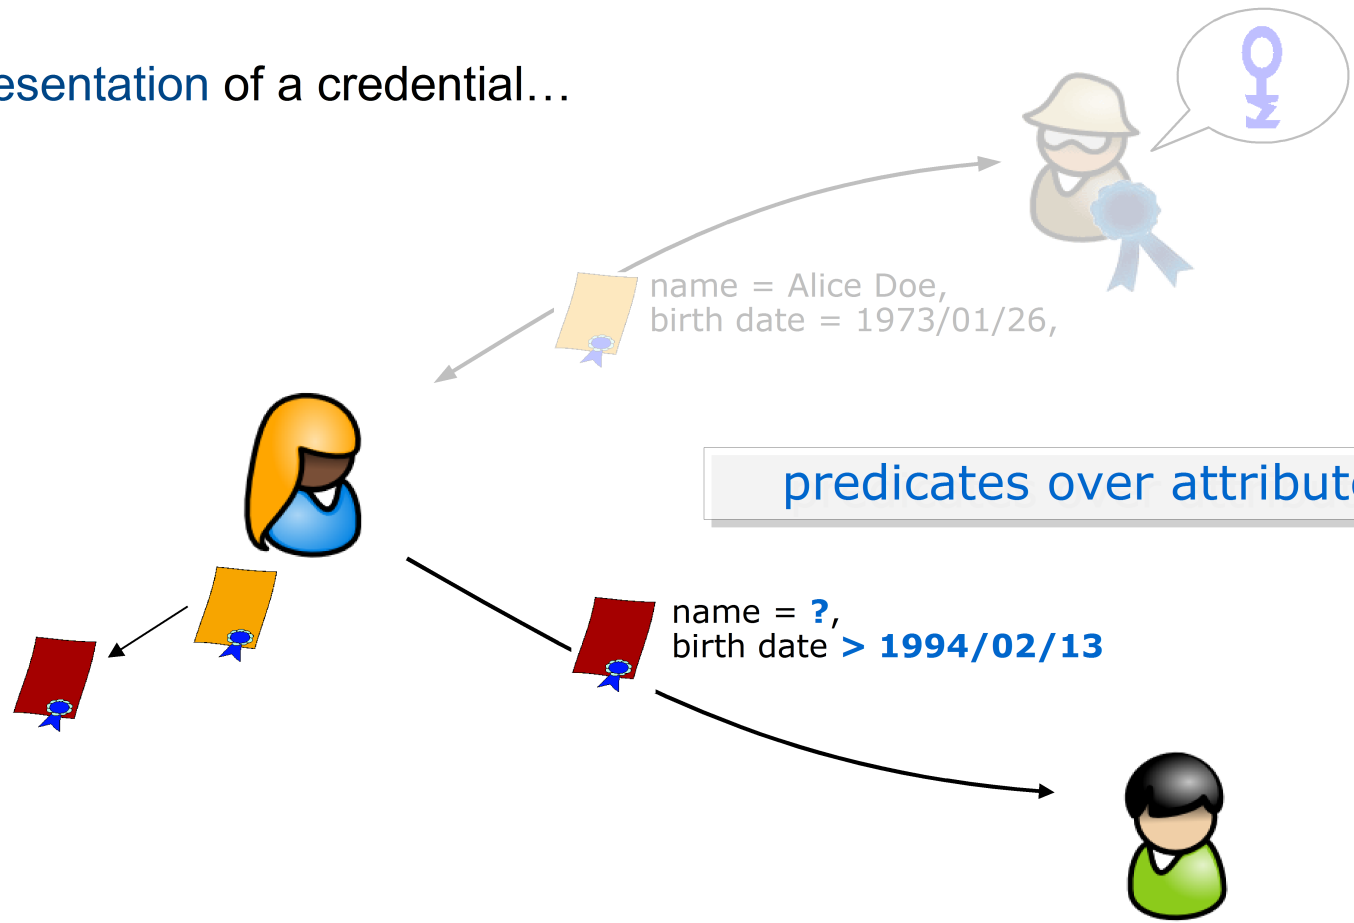 esentation of a credential…
name = Alice Doe,
birth date = 1973/01/26,
predicates over attribut
name = ?,
birth date > 1994/02/13